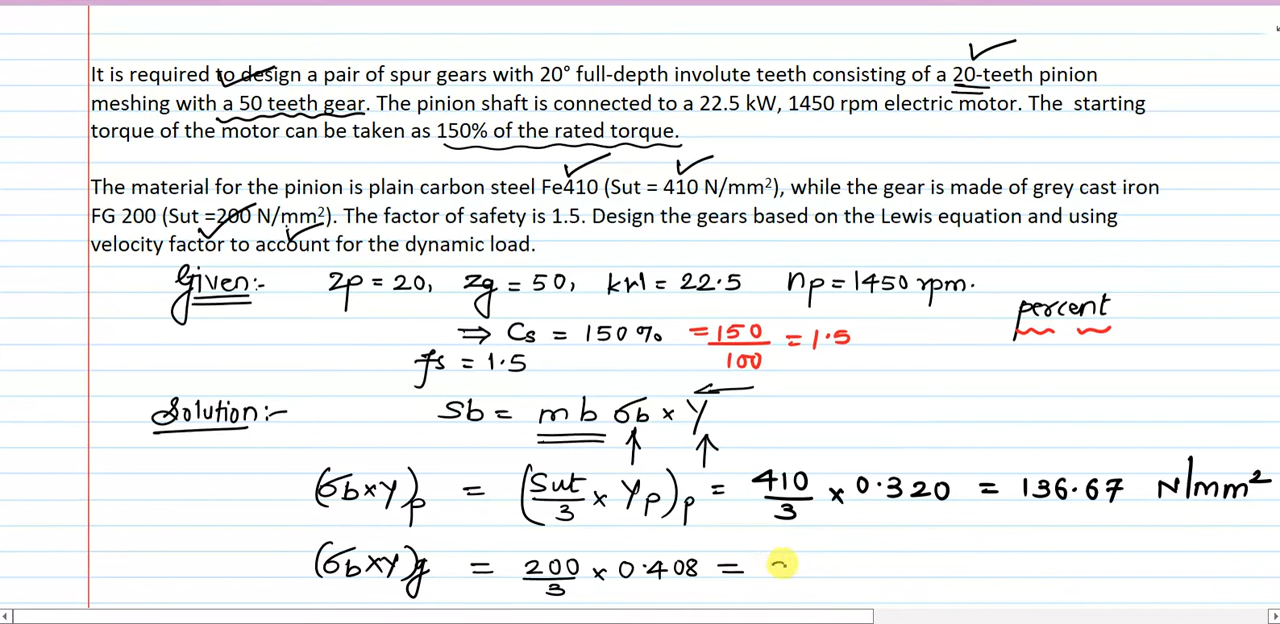 It is required to design a pair of spur gears with 20° full-depth involute teeth consisting of a 20-teeth pinion
meshing with a 50 teeth gear. The pinion shaft is connected to a 22.5 kW, 1450 rpm electric motor. The starting
torque of the motor can be taken as 150% of the rated torque.
The material for the pinion is plain carbon steel Fe410 (Sut = 410 N/mm²), while the gear is made of grey cast iron
FG 200 (Sut =200 N/mm²). The factor of safety is 1.5. Design the gears based on the Lewis equation and using
velocity factor to account for the dynamic load.
Given:- Zp = 20, Zg = 50, kW = 22.5 np = 1450 rpm.
percent
⇒ Cs = 150 % = 150/100 = 1.5
fs = 1.5
Solution:- Sb = m b σb × Y
(σb×Y)p = (Sut/3 × Yp)p = 410/3 × 0.320 = 136.67 N/mm²
(σb×Y)g = 200/3 × 0.408 =